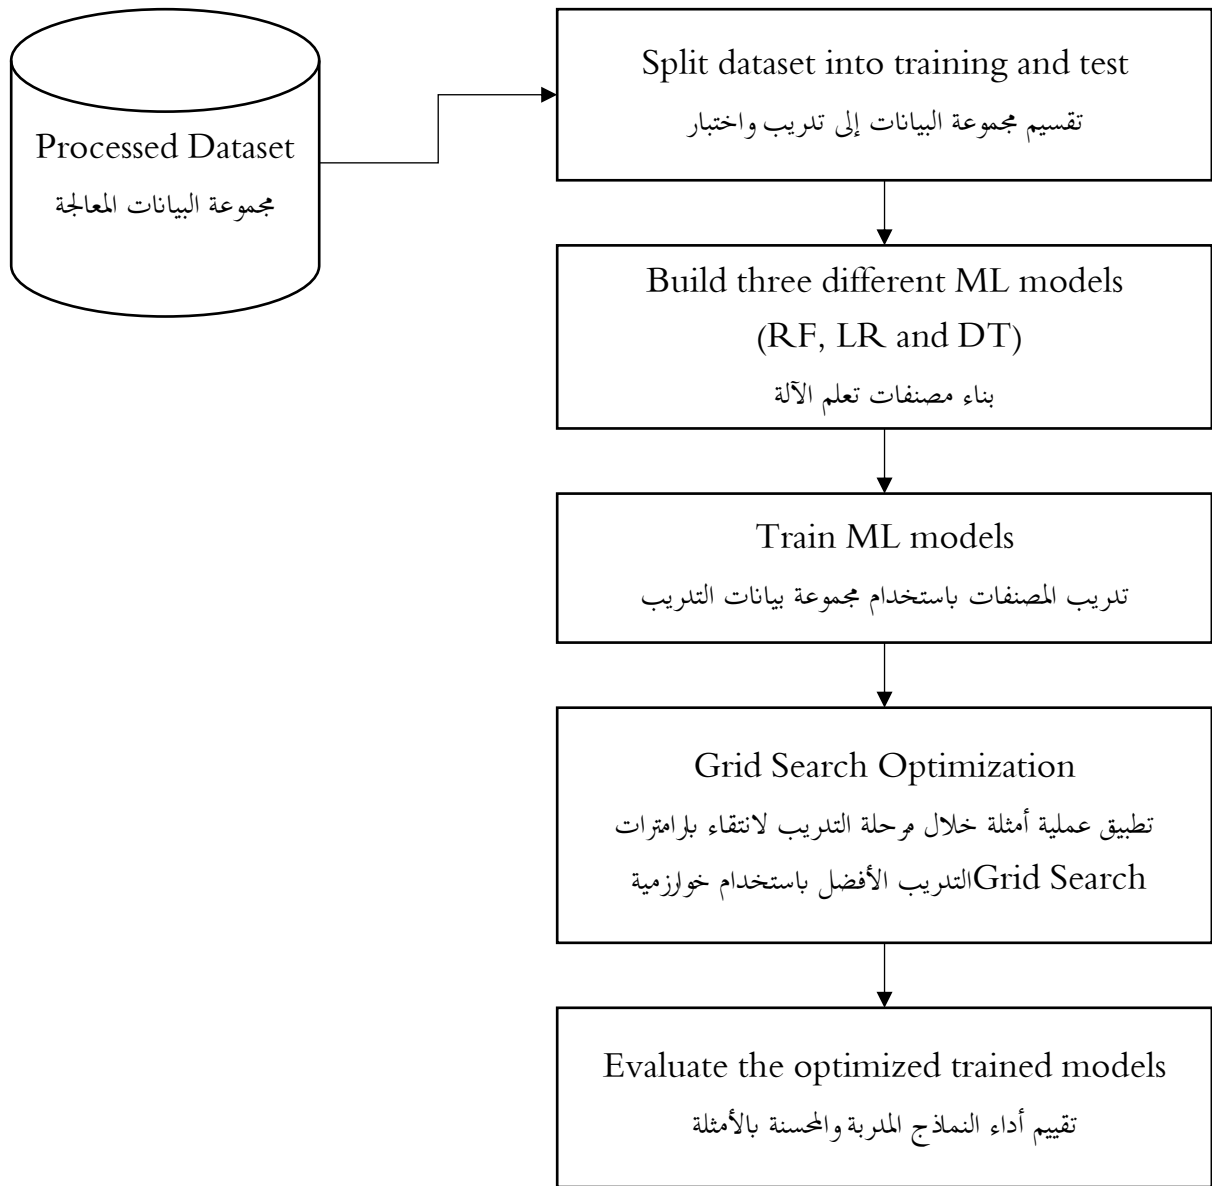 Processed Dataset
مجموعة البيانات المعالجة
Split dataset into training and test
تقسيم مجموعة البيانات إلى تدريب واختبار
Build three different ML models
(RF, LR and DT)
بناء مصنفات تعلم الآلة
Train ML models
تدريب المصنفات باستخدام مجموعة بيانات التدريب
Grid Search Optimization
تطبيق عملية أمثلة خلال مرحلة التدريب لانتقاء بارامترات
التدريب الأفضل باستخدام خوارزمية Grid Search
Evaluate the optimized trained models
تقييم أداء النماذج المدربة والمحسنة بالأمثلة